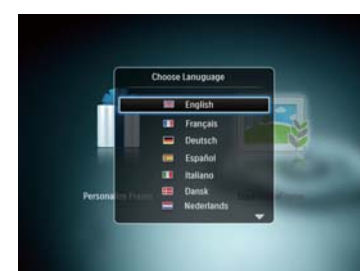 Choose Lanuguage
English
Français
Deutsch
Español
Italiano
Dansk
Nederlands